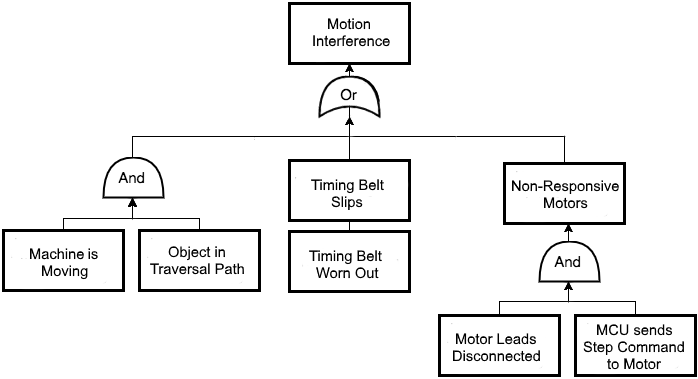 Motion
Interference
Or
And
Timing Belt
Slips
Non-Responsive
Motors
Machine is
Moving
Object in
Traversal Path
Timing Belt
Worn Out
And
Motor Leads
Disconnected
MCU sends
Step Command
to Motor